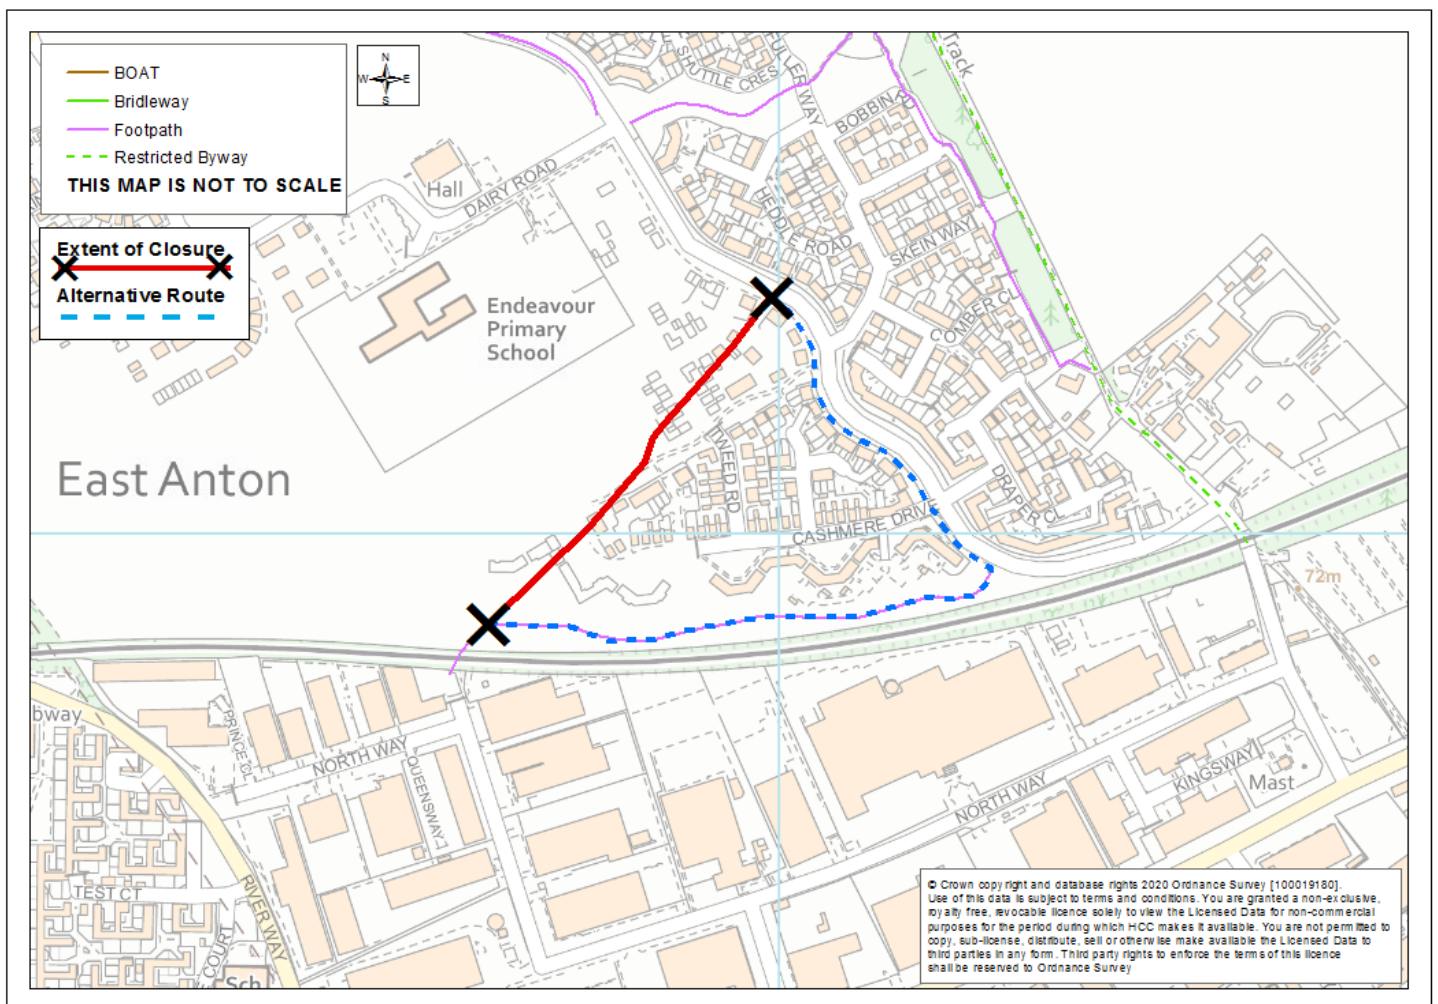 BOAT
Bridleway
Footpath
Restricted Byway
THIS MAP IS NOT TO SCALE
N
W E
S
Extent of Closure
Alternative Route
Track
SHUTTLE CRES
FULLER WAY
BOBBIN RD
Hall
DAIRY ROAD
HEDDLE ROAD
SKEIN WAY
COMBER CL
Endeavour
Primary
School
East Anton
TWEED RD
DRAPER CL
CASHMERE DRIV
72m
bway
PRINCE CL
NORTH WAY
QUEENSWAY
NORTH WAY
KINGSWAY
Mast
TEST CT
RIVER WAY
COURT
Sch
© Crown copyright and database rights 2020 Ordnance Survey [100019180].
Use of this data is subject to terms and conditions. You are granted a non-exclusive,
royalty free, revocable licence solely to view the Licensed Data for non-commercial
purposes for the period during which HCC makes it available. You are not permitted to
copy, sub-license, distribute, sell or otherwise make available the Licensed Data to
third parties in any form. Third party rights to enforce the terms of this licence
shall be reserved to Ordnance Survey